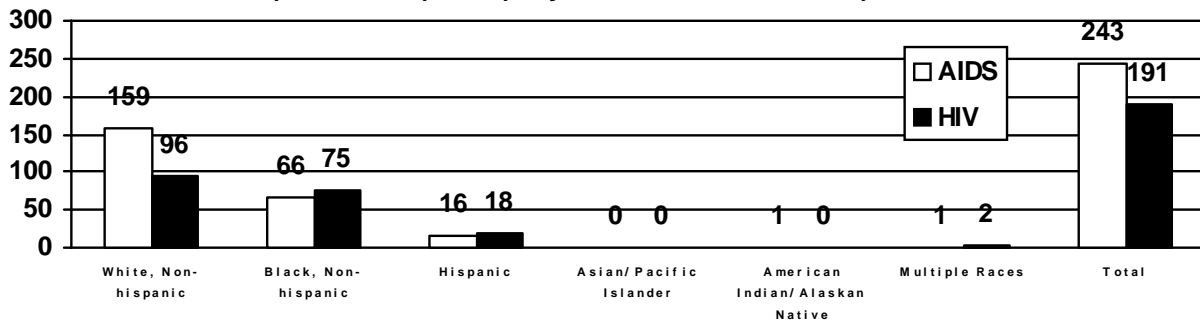 300
250
200
150
100
50
0
159
96
66
75
16
18
0
0
1
0
1
2
243
191
AIDS
HIV
White, Non-
hispanic
Black, Non-
hispanic
Hispanic
Asian/Pacific
Islander
American
Indian/Alaskan
Native
Multiple Races
Total